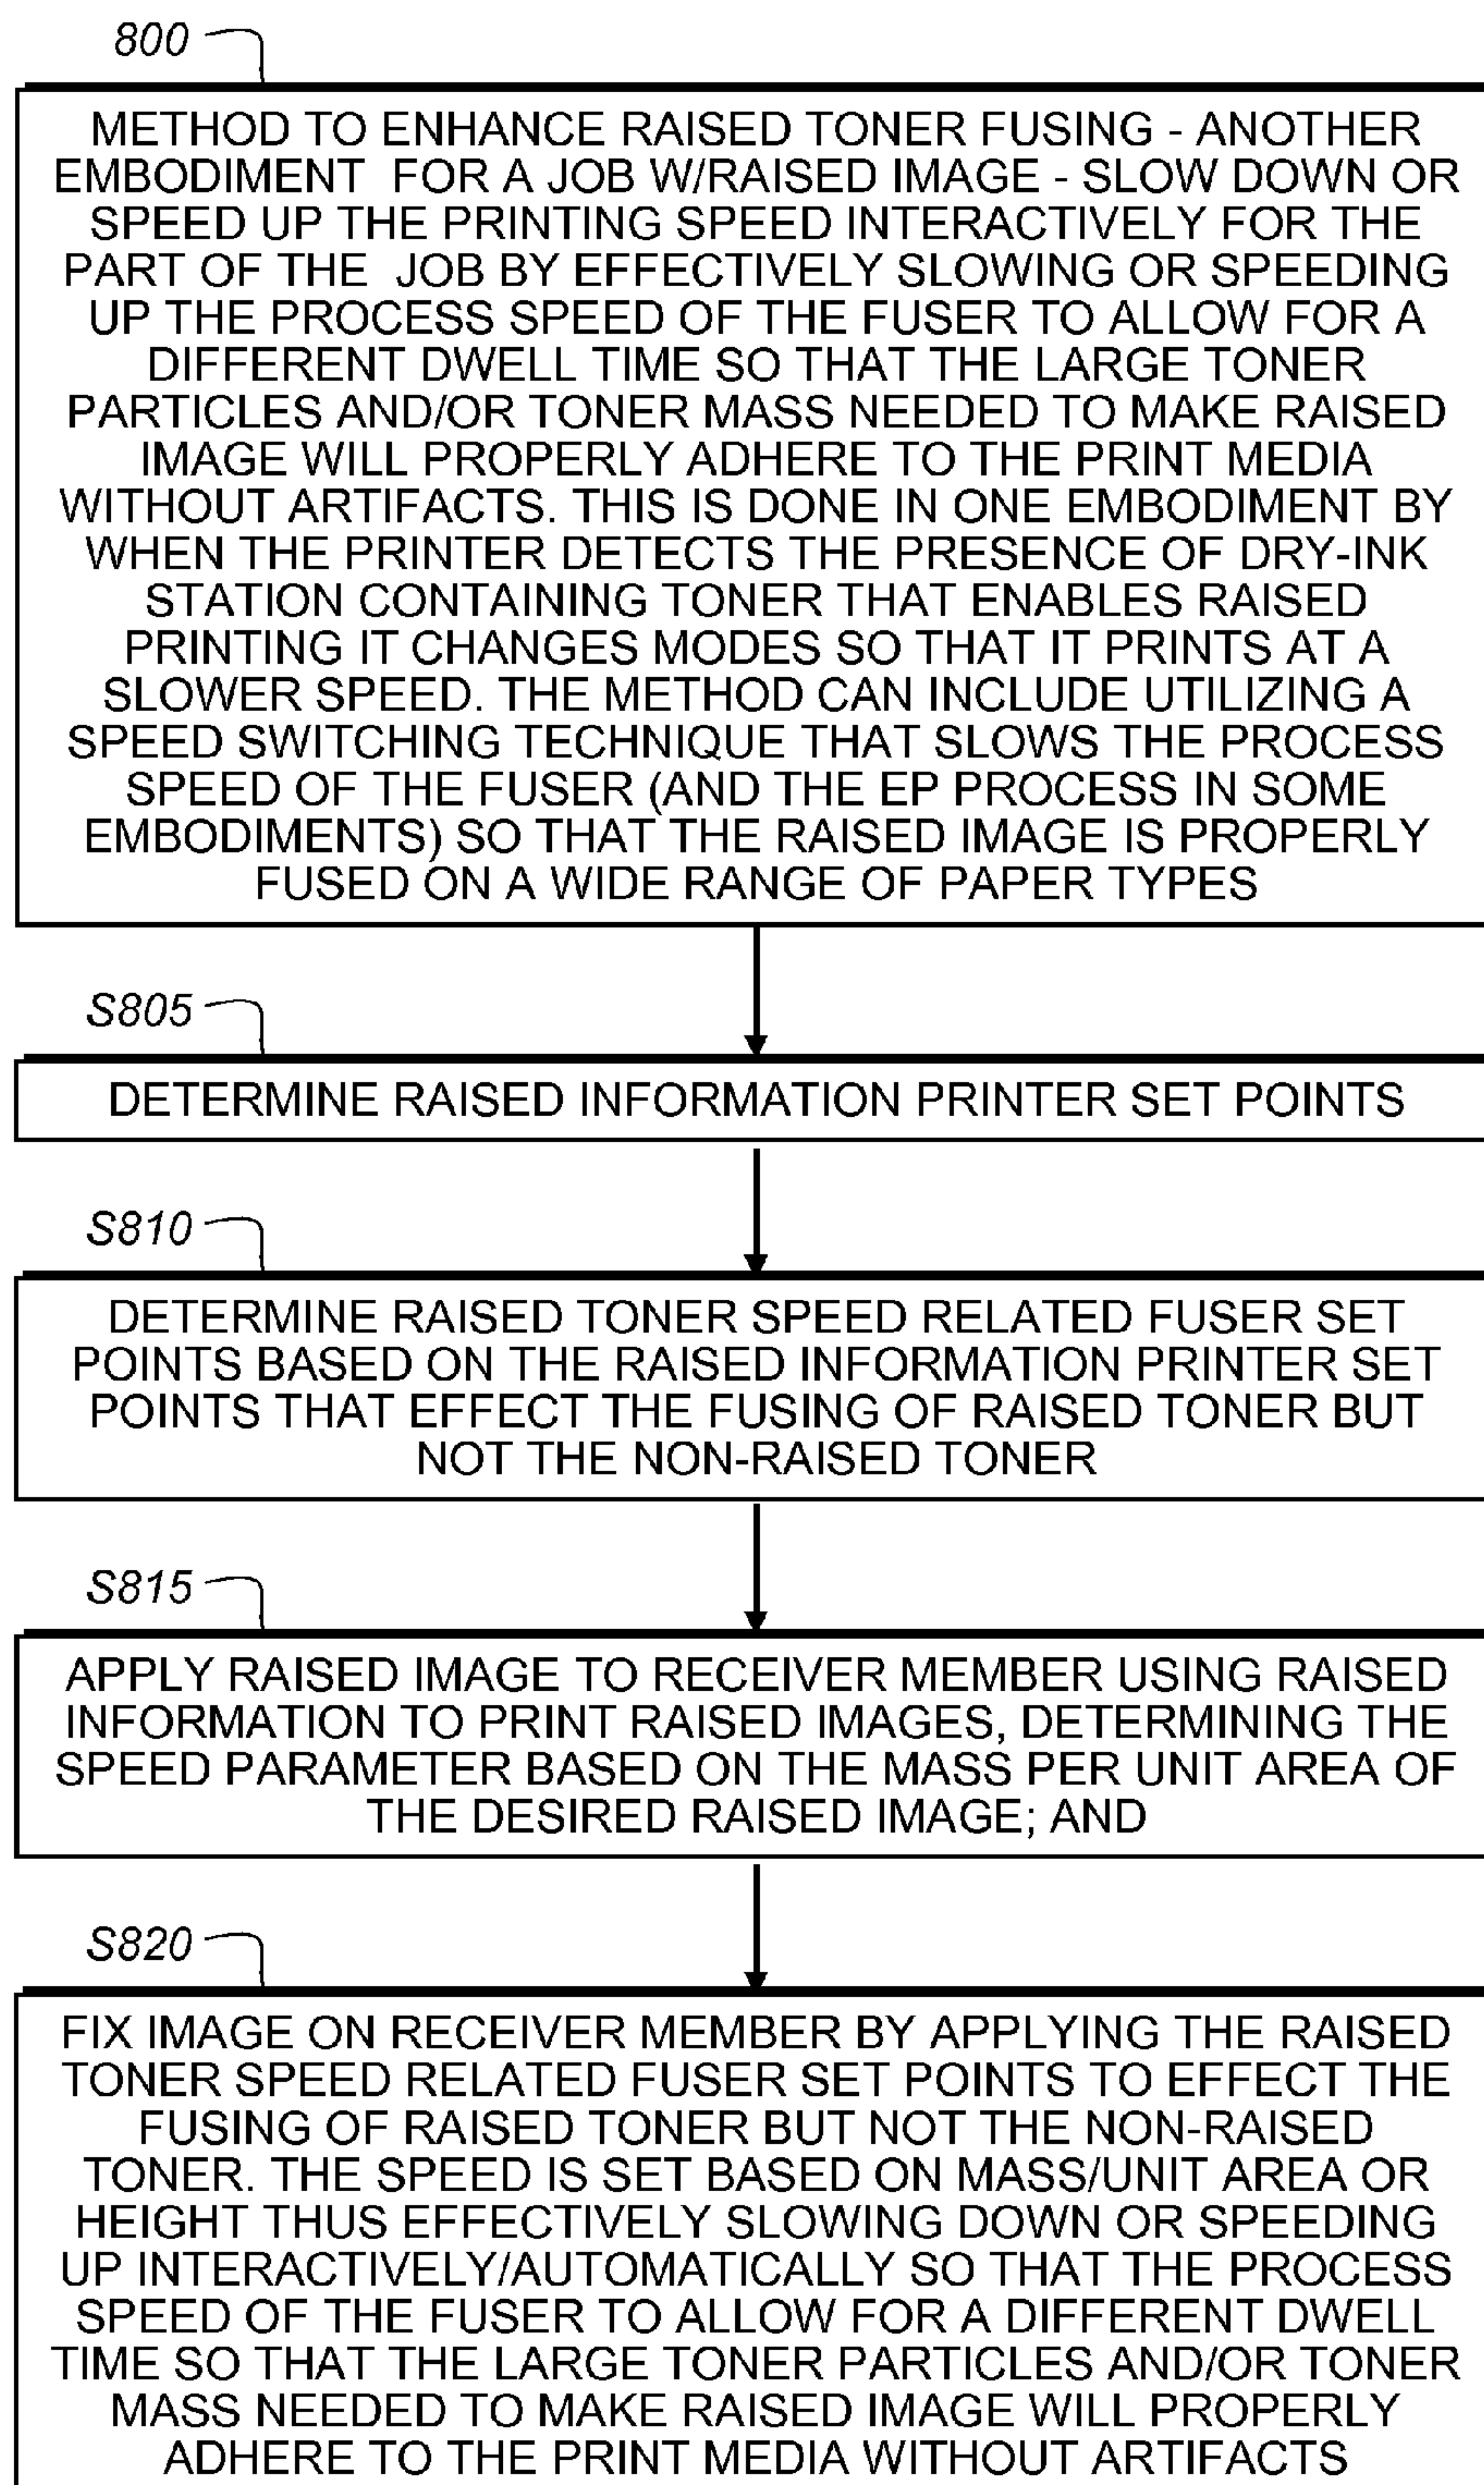 800
METHOD TO ENHANCE RAISED TONER FUSING - ANOTHER
EMBODIMENT FOR A JOB W/RAISED IMAGE - SLOW DOWN OR
SPEED UP THE PRINTING SPEED INTERACTIVELY FOR THE
PART OF THE JOB BY EFFECTIVELY SLOWING OR SPEEDING
UP THE PROCESS SPEED OF THE FUSER TO ALLOW FOR A
DIFFERENT DWELL TIME SO THAT THE LARGE TONER
PARTICLES AND/OR TONER MASS NEEDED TO MAKE RAISED
IMAGE WILL PROPERLY ADHERE TO THE PRINT MEDIA
WITHOUT ARTIFACTS. THIS IS DONE IN ONE EMBODIMENT BY
WHEN THE PRINTER DETECTS THE PRESENCE OF DRY-INK
STATION CONTAINING TONER THAT ENABLES RAISED
PRINTING IT CHANGES MODES SO THAT IT PRINTS AT A
SLOWER SPEED. THE METHOD CAN INCLUDE UTILIZING A
SPEED SWITCHING TECHNIQUE THAT SLOWS THE PROCESS
SPEED OF THE FUSER (AND THE EP PROCESS IN SOME
EMBODIMENTS) SO THAT THE RAISED IMAGE IS PROPERLY
FUSED ON A WIDE RANGE OF PAPER TYPES
S805
DETERMINE RAISED INFORMATION PRINTER SET POINTS
S810
DETERMINE RAISED TONER SPEED RELATED FUSER SET
POINTS BASED ON THE RAISED INFORMATION PRINTER SET
POINTS THAT EFFECT THE FUSING OF RAISED TONER BUT
NOT THE NON-RAISED TONER
S815
APPLY RAISED IMAGE TO RECEIVER MEMBER USING RAISED
INFORMATION TO PRINT RAISED IMAGES, DETERMINING THE
SPEED PARAMETER BASED ON THE MASS PER UNIT AREA OF
THE DESIRED RAISED IMAGE; AND
S820
FIX IMAGE ON RECEIVER MEMBER BY APPLYING THE RAISED
TONER SPEED RELATED FUSER SET POINTS TO EFFECT THE
FUSING OF RAISED TONER BUT NOT THE NON-RAISED
TONER. THE SPEED IS SET BASED ON MASS/UNIT AREA OR
HEIGHT THUS EFFECTIVELY SLOWING DOWN OR SPEEDING
UP INTERACTIVELY/AUTOMATICALLY SO THAT THE PROCESS
SPEED OF THE FUSER TO ALLOW FOR A DIFFERENT DWELL
TIME SO THAT THE LARGE TONER PARTICLES AND/OR TONER
MASS NEEDED TO MAKE RAISED IMAGE WILL PROPERLY
ADHERE TO THE PRINT MEDIA WITHOUT ARTIFACTS